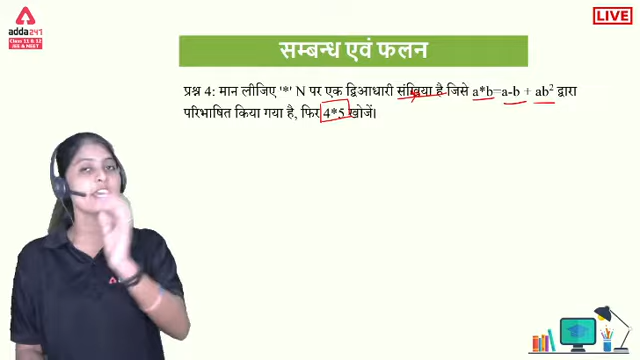 adda247
Class 11 & 12
JEE & NEET
LIVE
सम्बन्ध एवं फलन
प्रश्न 4: मान लीजिए '*' N पर एक द्विआधारी संख्रिया है जिसे a*b=a-b + ab² द्वारा
परिभाषित किया गया है, फिर 4*5 खोजें।